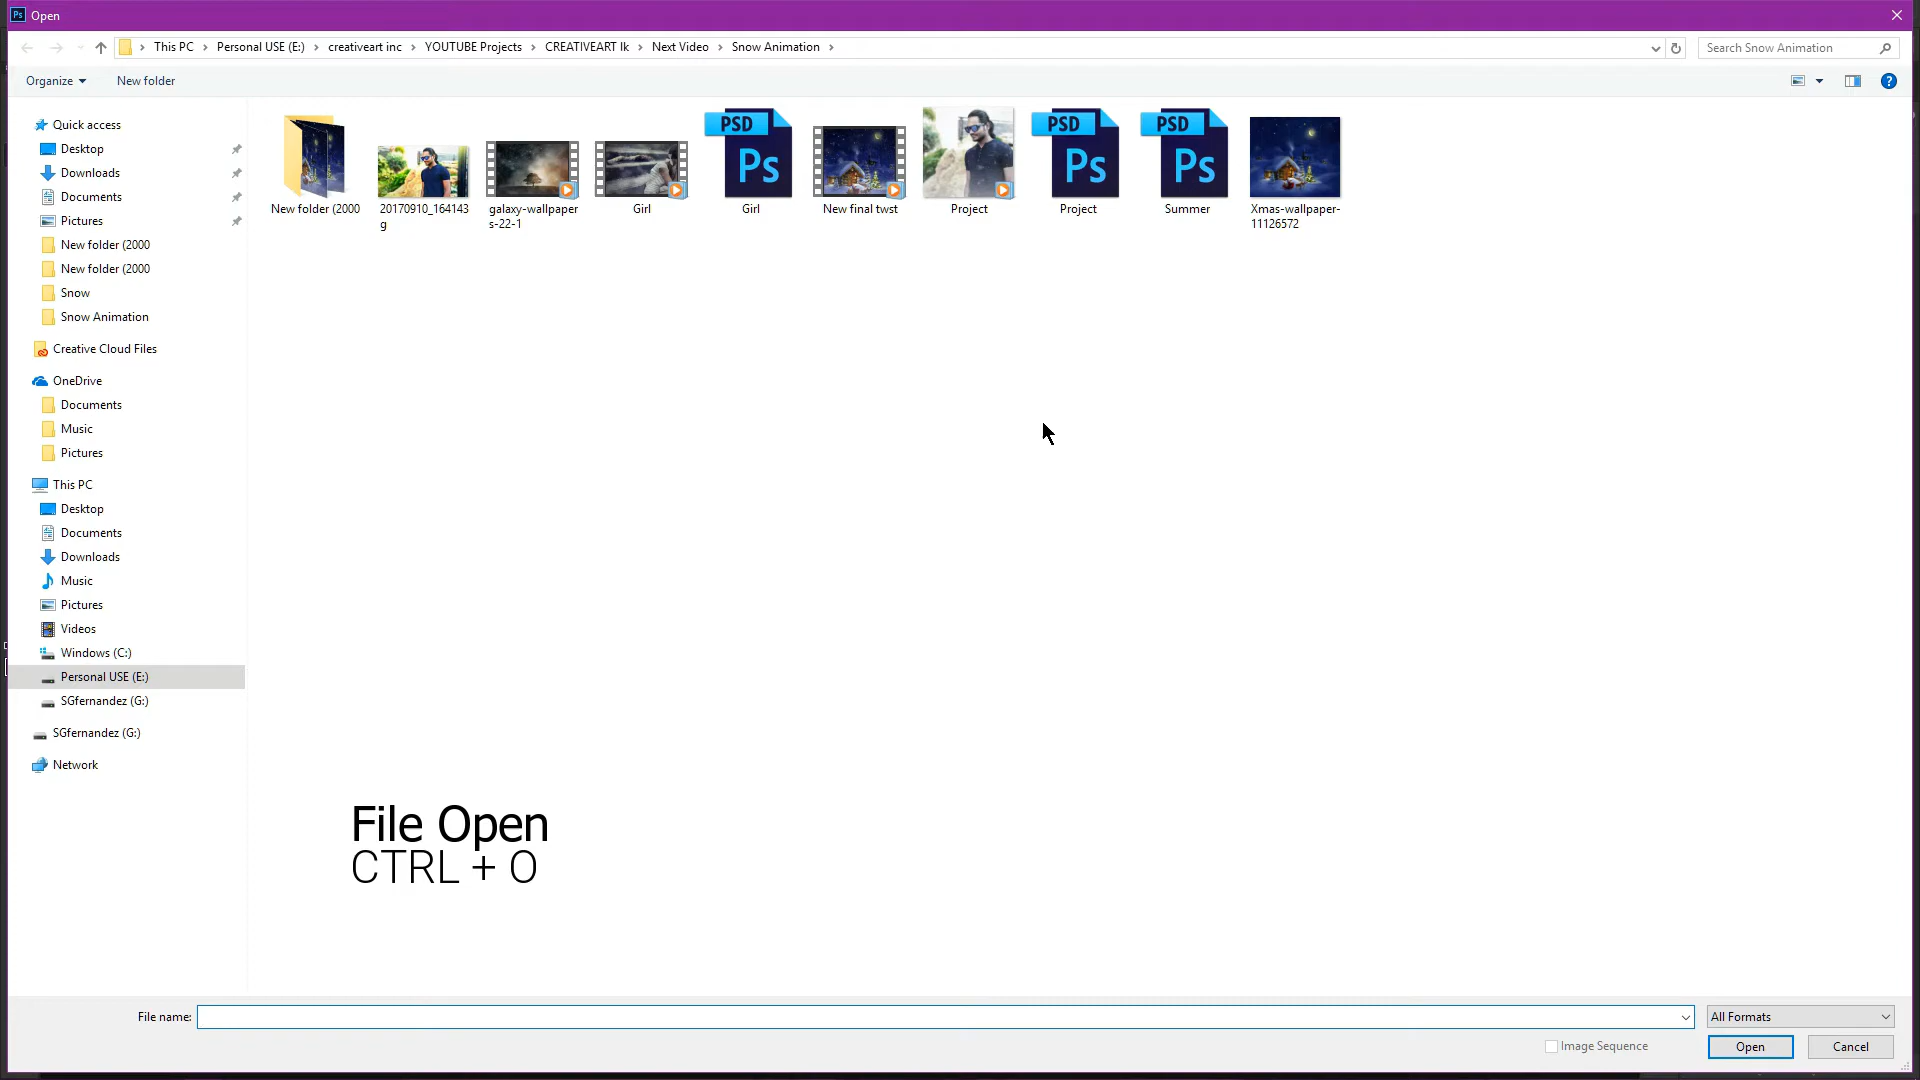 Ps Open
This PC Personal USE (E:) creativeart inc YOUTUBE Projects CREATIVEART lk Next Video Snow Animation
Search Snow Animation
Organize New folder
Quick access
Desktop
Downloads
Documents
Pictures
New folder (2000
New folder (2000
Snow
Snow Animation
Creative Cloud Files
OneDrive
Documents
Music
Pictures
This PC
Desktop
Documents
Downloads
Music
Pictures
Videos
Windows (C:)
Personal USE (E:)
SGfernandez (G:)
SGfernandez (G:)
Network
PSD PSD PSD
Ps Ps Ps
New folder (2000
20170910_164143
g
galaxy-wallpaper
s-22-1
Girl
Girl
New final twst
Project
Project
Summer
Xmas-wallpaper-
11126572
File Open
CTRL + O
File name:
All Formats
Image Sequence
Open
Cancel